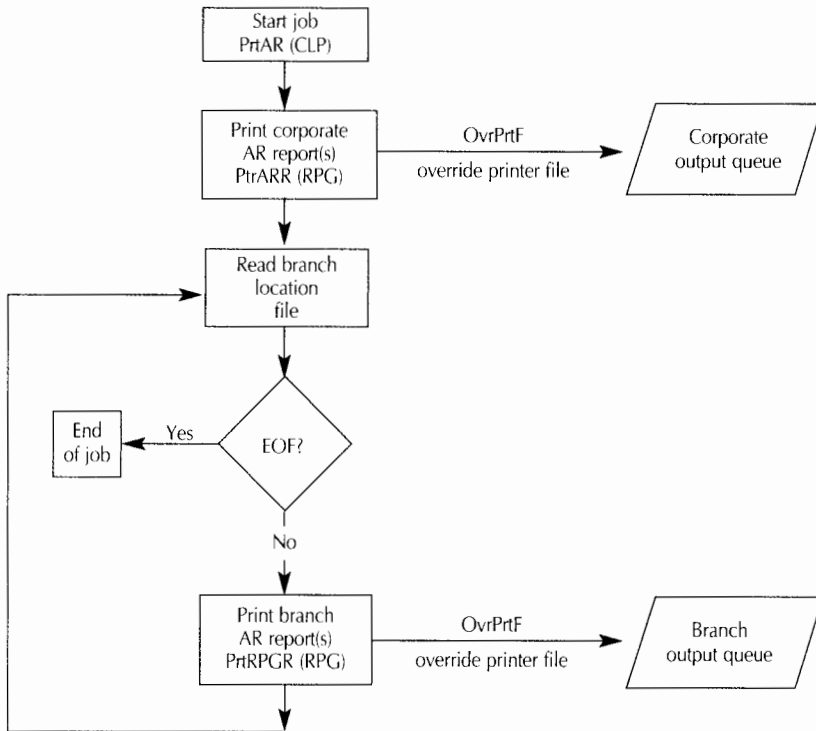 Start job
PrtAR (CLP)
Print corporate
AR report(s)
PtrARR (RPG)
OvrPrtF
override printer file
Corporate
output queue
Read branch
location
file
EOF?
Yes
End
of job
No
Print branch
AR report(s)
PrtRPGR (RPG)
OvrPrtF
override printer file
Branch
output queue